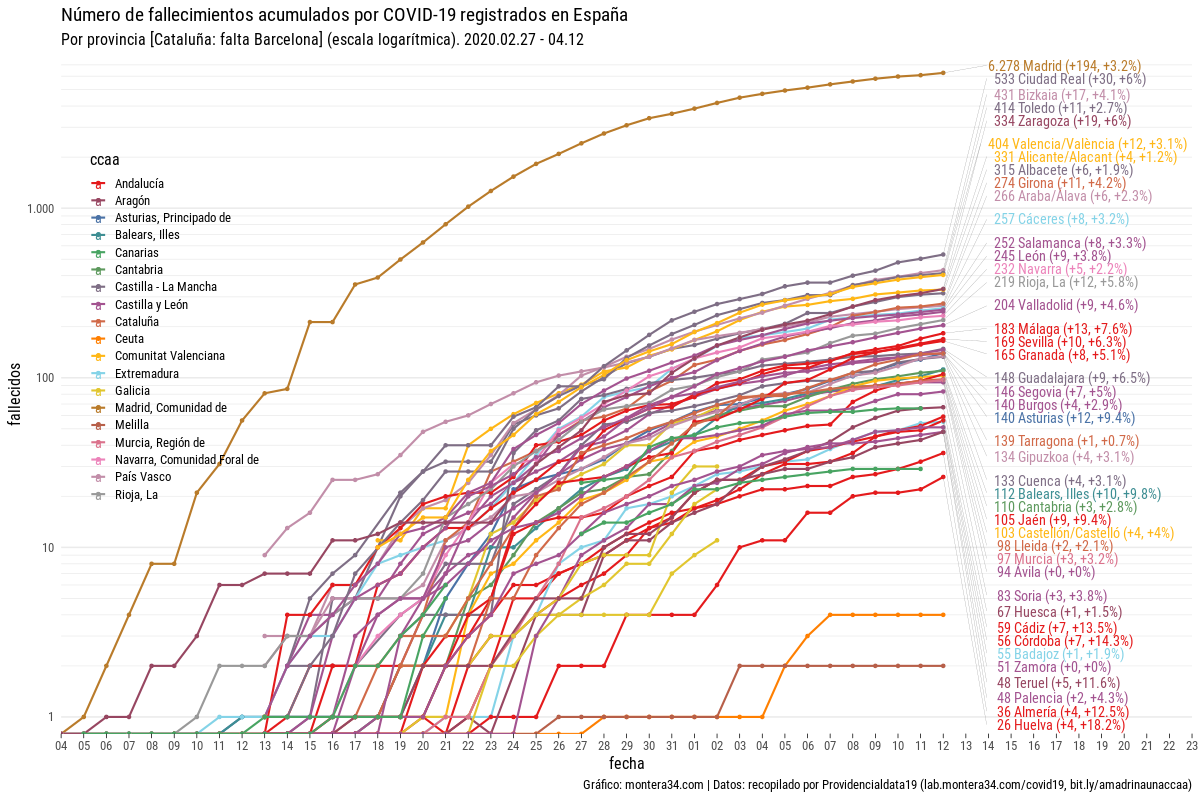 Número de fallecimientos acumulados por COVID-19 registrados en España
Por provincia [Cataluña: falta Barcelona] (escala logarítmica). 2020.02.27 - 04.12
6.278 Madrid (+194, +3.2%)
533 Ciudad Real (+30, +6%)
431 Bizkaia (+17, +4.1%)
414 Toledo (+11, +2.7%)
334 Zaragoza (+19, +6%)
404 Valencia/València (+12, +3.1%)
331 Alicante/Alacant (+4, +1.2%)
315 Albacete (+6, +1.9%)
274 Girona (+11, +4.2%)
266 Araba/Álava (+6, +2.3%)
257 Cáceres (+8, +3.2%)
252 Salamanca (+8, +3.3%)
245 León (+9, +3.8%)
232 Navarra (+5, +2.2%)
219 Rioja, La (+12, +5.8%)
204 Valladolid (+9, +4.6%)
183 Málaga (+13, +7.6%)
169 Sevilla (+10, +6.3%)
165 Granada (+8, +5.1%)
148 Guadalajara (+9, +6.5%)
146 Segovia (+7, +5%)
140 Burgos (+4, +2.9%)
140 Asturias (+12, +9.4%)
139 Tarragona (+1, +0.7%)
134 Gipuzkoa (+4, +3.1%)
133 Cuenca (+4, +3.1%)
112 Balears, Illes (+10, +9.8%)
110 Cantabria (+3, +2.8%)
105 Jaén (+9, +9.4%)
103 Castellón/Castelló (+4, +4%)
98 Lleida (+2, +2.1%)
97 Murcia (+3, +3.2%)
94 Ávila (+0, +0%)
83 Soria (+3, +3.8%)
67 Huesca (+1, +1.5%)
59 Cádiz (+7, +13.5%)
56 Córdoba (+7, +14.3%)
55 Badajoz (+1, +1.9%)
51 Zamora (+0, +0%)
48 Teruel (+5, +11.6%)
48 Palencia (+2, +4.3%)
36 Almería (+4, +12.5%)
26 Huelva (+4, +18.2%)
ccaa
Andalucía
Aragón
Asturias, Principado de
Balears, Illes
Canarias
Cantabria
Castilla - La Mancha
Castilla y León
Cataluña
Ceuta
Comunitat Valenciana
Extremadura
Galicia
Madrid, Comunidad de
Melilla
Murcia, Región de
Navarra, Comunidad Foral de
País Vasco
Rioja, La
fallecidos
1.000
100
10
1
04 05 06 07 08 09 10 11 12 13 14 15 16 17 18 19 20 21 22 23 24 25 26 27 28 29 30 31 01 02 03 04 05 06 07 08 09 10 11 12 13 14 15 16 17 18 19 20 21 22 23
fecha
Gráfico: montera34.com | Datos: recopilado por Providencialdata19 (lab.montera34.com/covid19, bit.ly/amadrinaunaccaa)